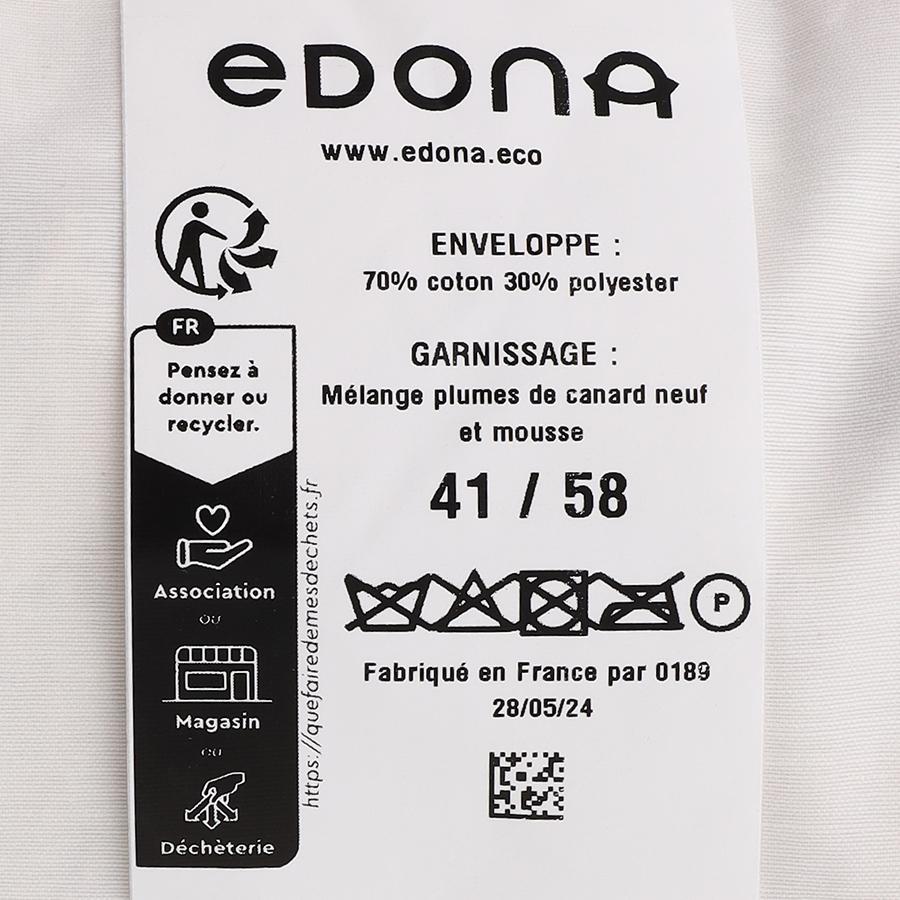 eDONA
www.edona.eco
ENVELOPPE :
70% coton 30% polyester
GARNISSAGE :
Mélange plumes de canard neuf
et mousse
41 / 58
P
Fabriqué en France par 0189
28/05/24
FR
Pensez à
donner ou
recycler.
Association
ou
Magasin
ou
Déchèterie
https://quefairedemesdechets.fr